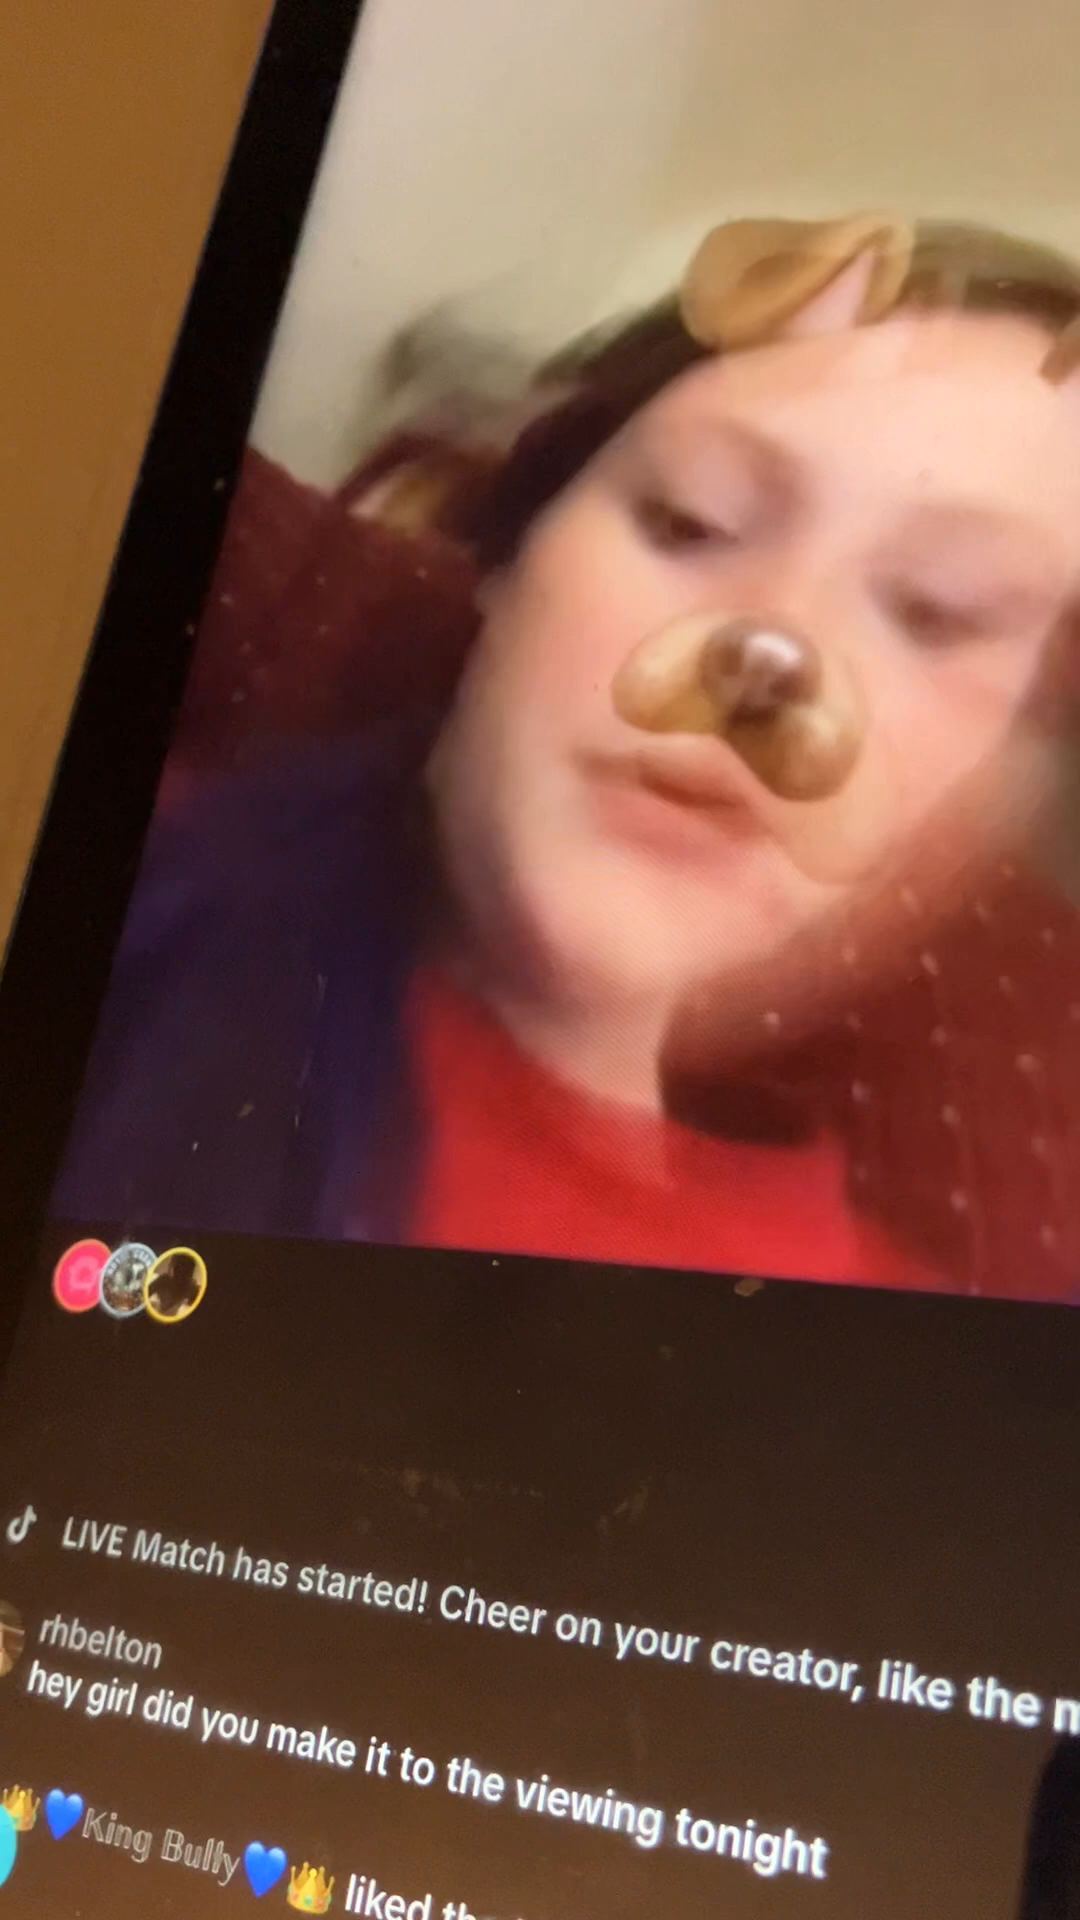 LIVE Match has started! Cheer on your creator, like the
rhbelton
hey girl did you make it to the viewing tonight
👑💙King Bully💙👑 liked